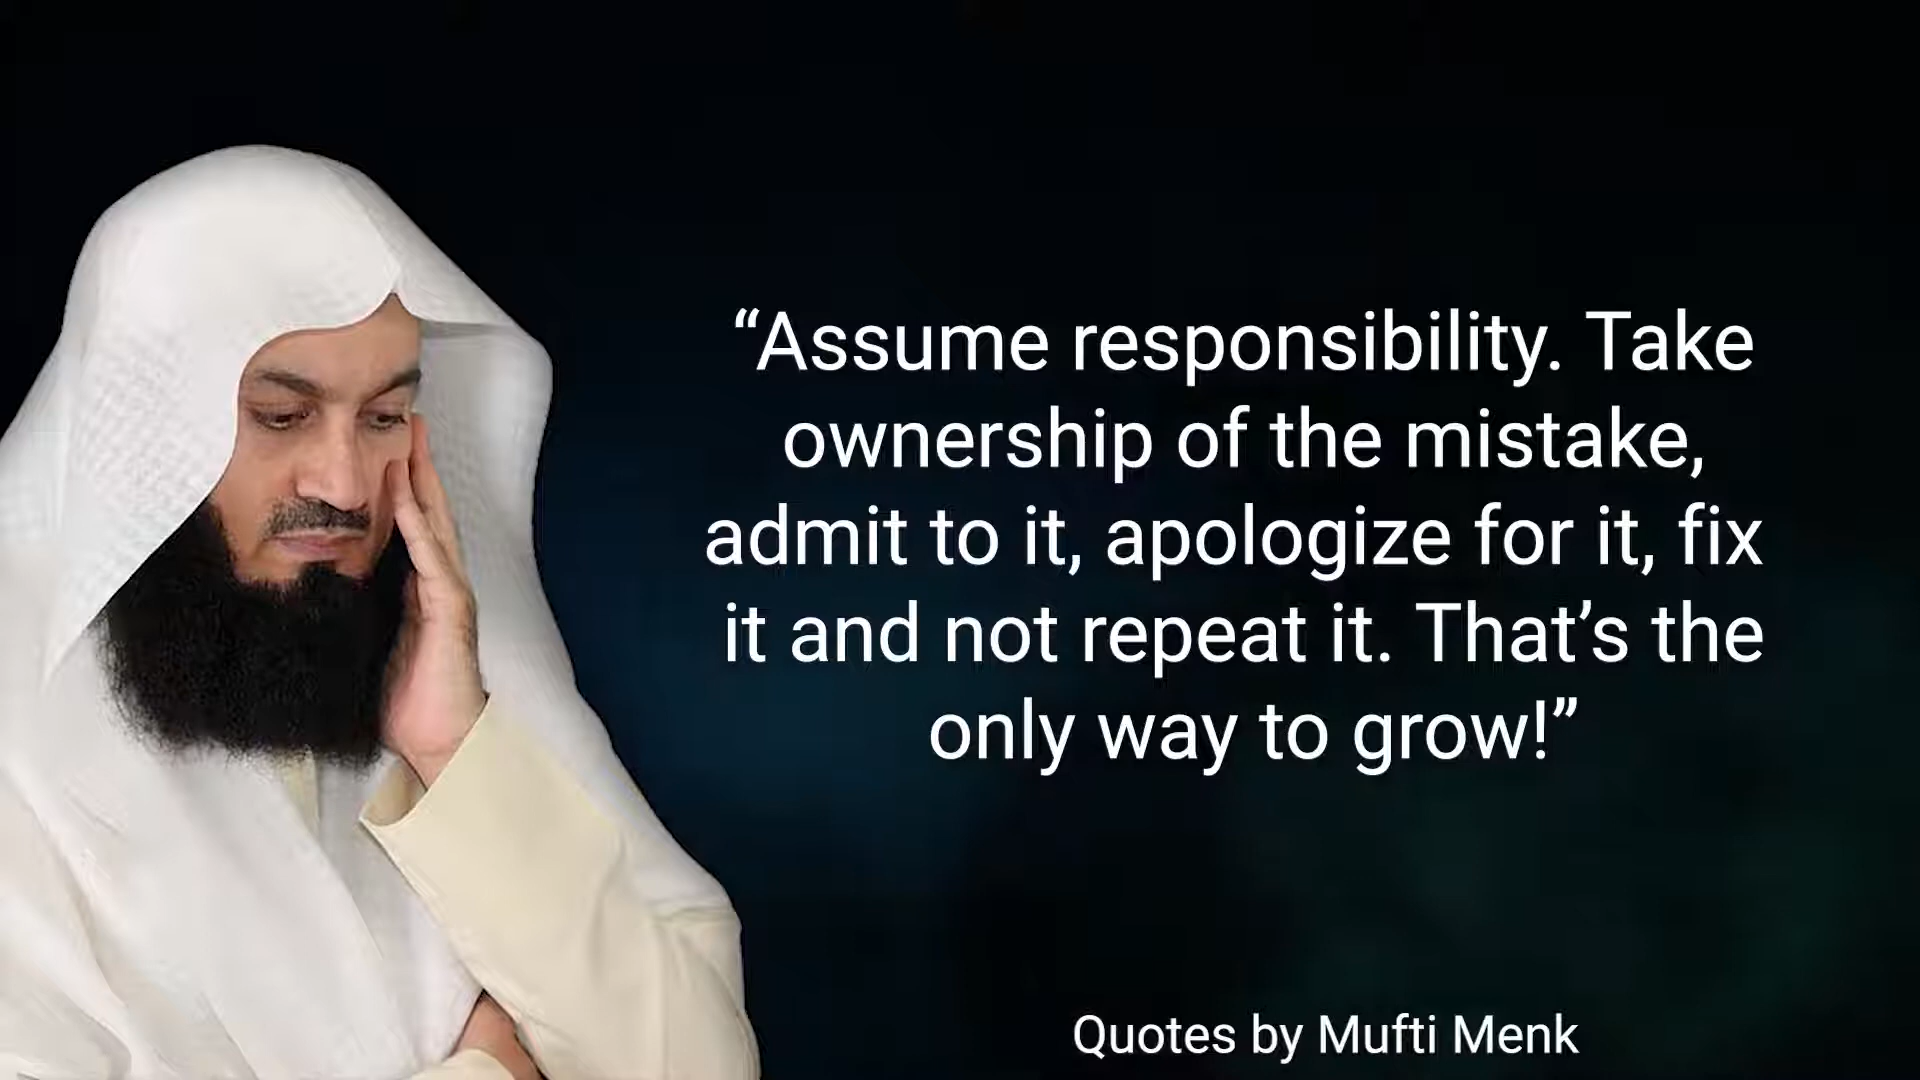 “Assume responsibility. Take
ownership of the mistake,
admit to it, apologize for it, fix
it and not repeat it. That’s the
only way to grow!”
Quotes by Mufti Menk